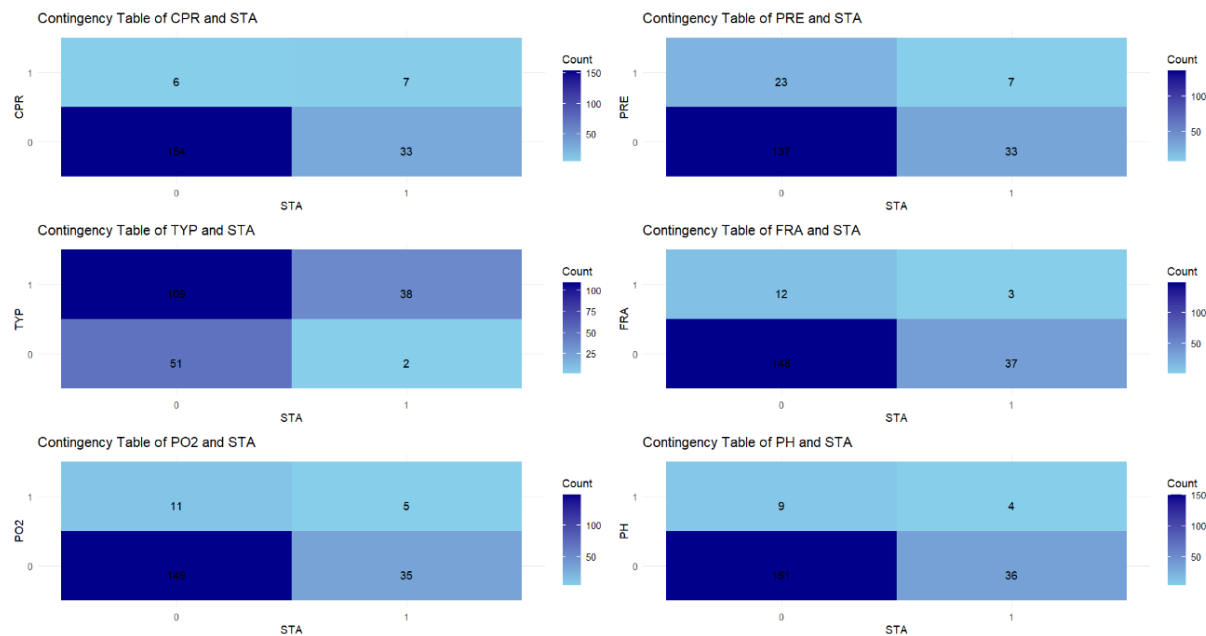 Contingency Table of CPR and STA
Count
150
100
50
CPR
1
6
7
0
154
33
0
1
STA
Contingency Table of PRE and STA
Count
100
50
PRE
1
23
7
0
137
33
0
1
STA
Contingency Table of TYP and STA
Count
100
75
50
25
TYP
1
109
38
0
51
2
0
1
STA
Contingency Table of FRA and STA
Count
100
50
FRA
1
12
3
0
148
37
0
1
STA
Contingency Table of PO2 and STA
Count
100
50
PO2
1
11
5
0
149
35
0
1
STA
Contingency Table of PH and STA
Count
150
100
50
PH
1
9
4
0
151
36
0
1
STA